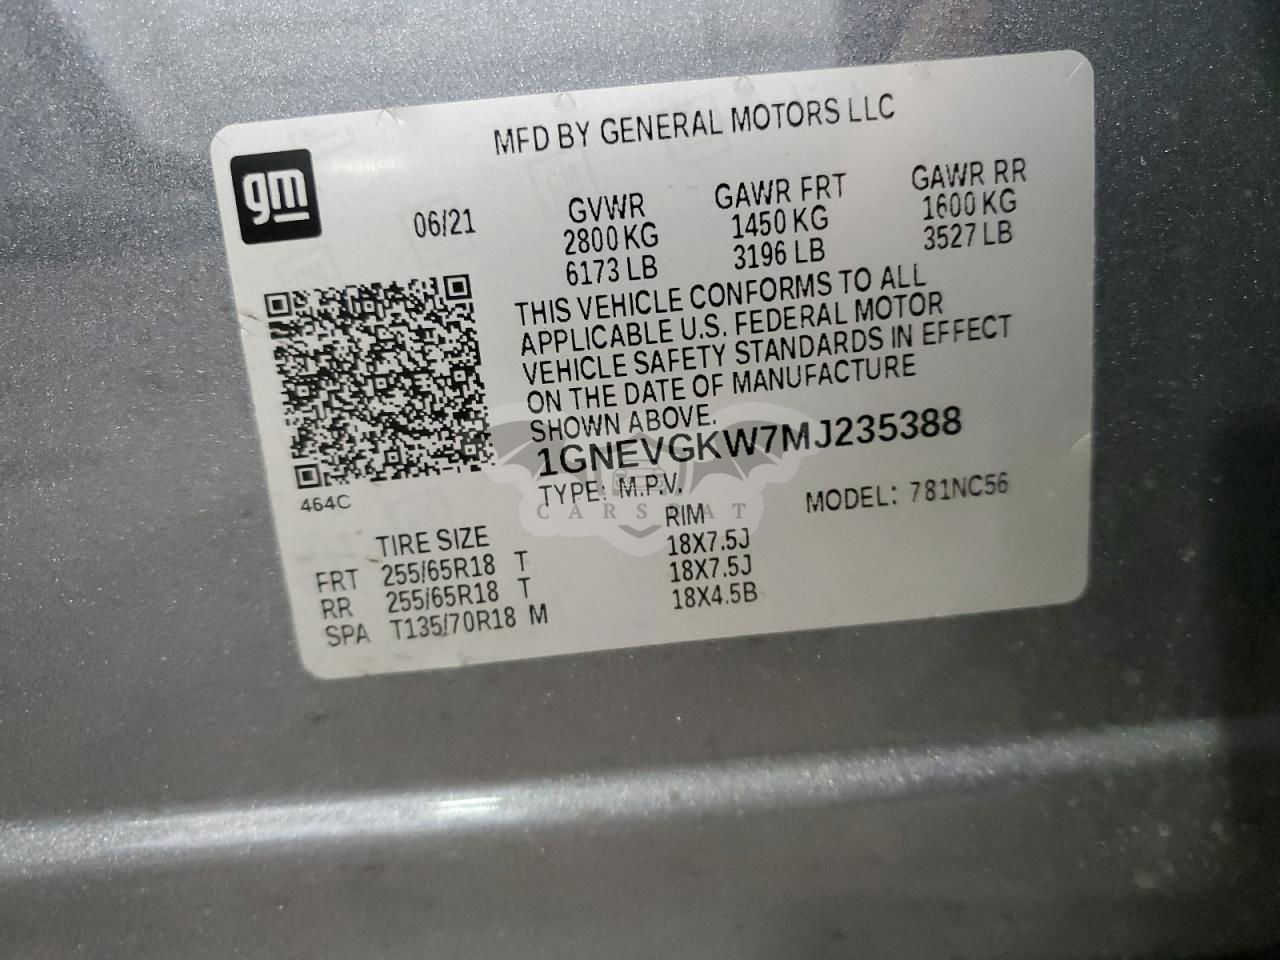 MFD BY GENERAL MOTORS LLC
gm
06/21
GVWR GAWR FRT GAWR RR
2800 KG 1450 KG 1600 KG
6173 LB 3196 LB 3527 LB
THIS VEHICLE CONFORMS TO ALL
APPLICABLE U.S. FEDERAL MOTOR
VEHICLE SAFETY STANDARDS IN EFFECT
ON THE DATE OF MANUFACTURE
SHOWN ABOVE.
1GNEVGKW7MJ235388
464C
TYPE: M.P.V. MODEL: 781NC56
TIRE SIZE RIM
FRT 255/65R18 T 18X7.5J
RR 255/65R18 T 18X7.5J
SPA T135/70R18 M 18X4.5B